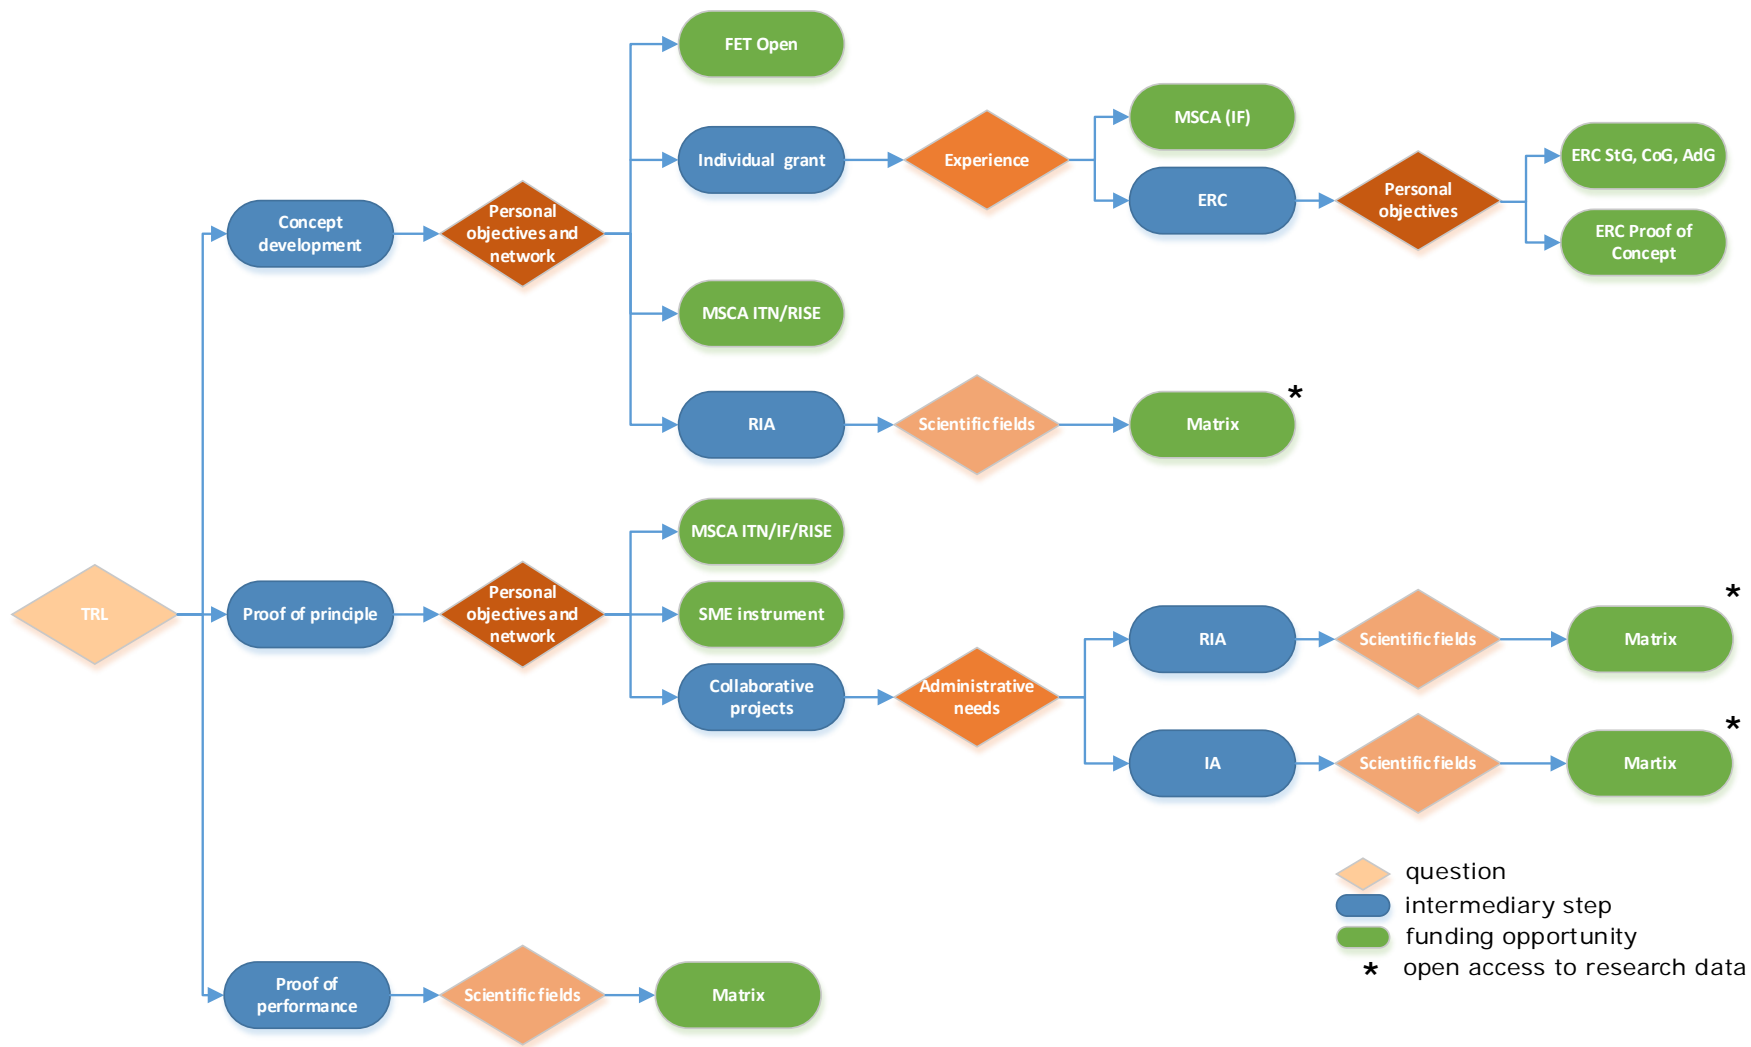 FET Open
MSCA (IF)
Individual grant
Experience
ERC StG, CoG, AdG
ERC
Personal
objectives
Concept
development
Personal
objectives and
network
ERC Proof of
Concept
MSCA ITN/RISE
RIA
Scientific fields
Matrix
*
MSCA ITN/IF/RISE
TRL
Proof of principle
Personal
objectives and
network
SME instrument
RIA
Scientific fields
Matrix
*
Collaborative
projects
Administrative
needs
IA
Scientific fields
Martix
*
question
intermediary step
funding opportunity
* open access to research data
Proof of
performance
Scientific fields
Matrix